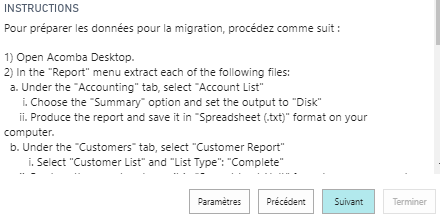 INSTRUCTIONS
Pour préparer les données pour la migration, procédez comme suit :
1) Open Acomba Desktop.
2) In the "Report" menu extract each of the following files:
a. Under the "Accounting" tab, select "Account List"
i. Choose the "Summary" option and set the output to "Disk"
ii. Produce the report and save it in "Spreadsheet (.txt)" format on your
computer.
b. Under the "Customers" tab, select "Customer Report"
i. Select "Customer List" and "List Type": "Complete"
Paramètres Précédent Suivant Terminer